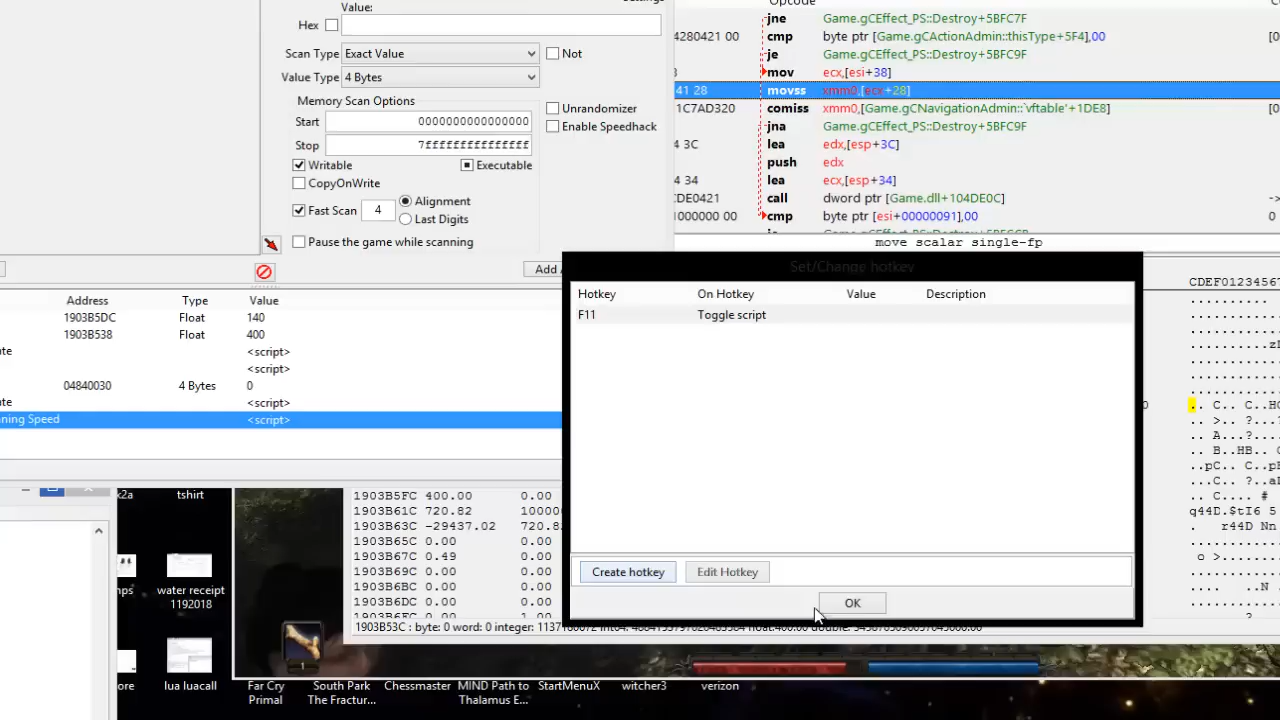 Value:
Hex
Scan Type Exact Value Not
Value Type 4 Bytes
Memory Scan Options
Unrandomizer
Enable Speedhack
Start 0000000000000000
Stop 7fffffffffffffff
Writable Executable
CopyOnWrite
Fast Scan 4 Alignment
Last Digits
Pause the game while scanning
Opcode
jne Game.gCEffect_PS::Destroy+5BFC7F
4280421 00 cmp byte ptr [Game.gCActionAdmin::thisType+5F4],00
je Game.gCEffect_PS::Destroy+5BFC9F
mov ecx,[esi+38]
41 28 movss xmm0,[ecx+28]
1C7AD320 comiss xmm0,[Game.gCNavigationAdmin::`vftable'+1DE8]
jna Game.gCEffect_PS::Destroy+5BFC9F
4 3C lea edx,[esp+3C]
push edx
4 34 lea ecx,[esp+34]
CDE0421 call dword ptr [Game.dll+104DE0C]
1000000 00 cmp byte ptr [esi+00000091],00 0
move scalar single-fp
Address Type Value
1903B5DC Float 140
1903B538 Float 400
<script>
<script>
04840030 4 Bytes 0
<script>
ning Speed <script>
Set/Change hotkey
Hotkey On Hotkey Value Description
F11 Toggle script
Create hotkey Edit Hotkey
OK
CDEF01234567
1903B5FC 400.00 0.00
1903B61C 720.82
1903B63C -29437.02
1903B65C 0.00 0.00
1903B67C 0.49 0.00
1903B69C 0.00 0.00
1903B6BC 0.00 0.00
1903B6DC 0.00 0.00
tshirt
water receipt
1192018
lua luacall
1
Far Cry
Primal
South Park
The Fractur...
Chessmaster
MIND Path to
Thalamus E...
StartMenuX
witcher3
verizon